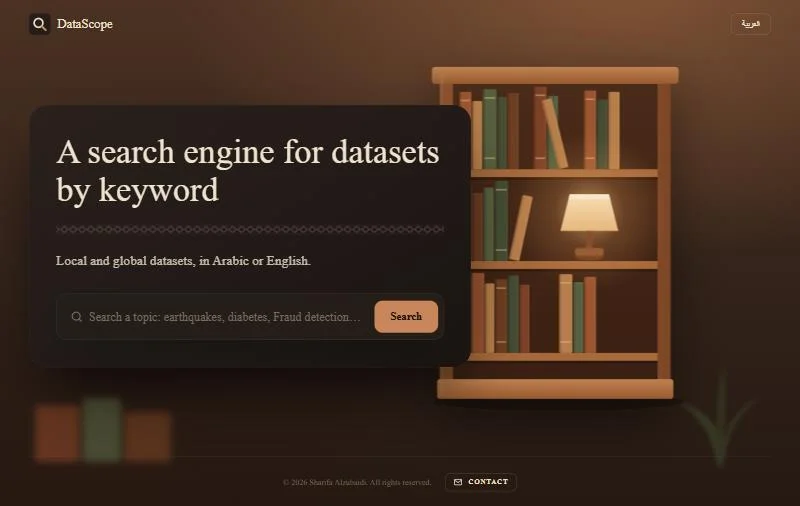 DataScope
العربية
A search engine for datasets
by keyword
Local and global datasets, in Arabic or English.
Search a topic: earthquakes, diabetes, Fraud detection…
Search
© 2026 Sharifa Alzubaidi. All rights reserved.
CONTACT